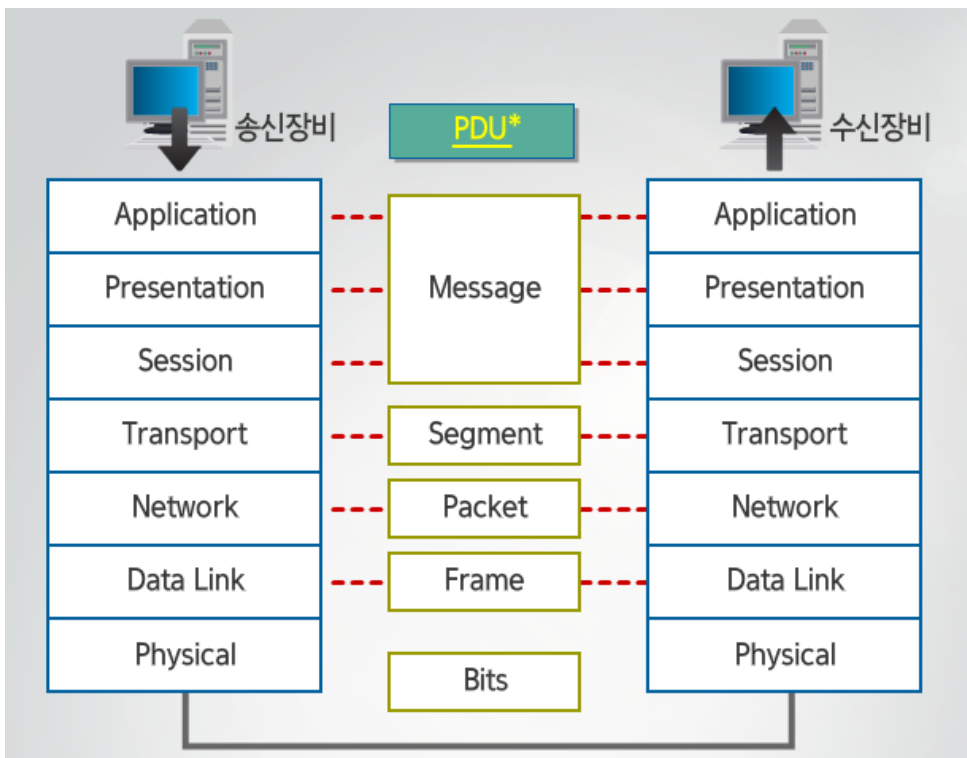 송신장비
PDU*
수신장비
Application
Message
Application
Presentation
Presentation
Session
Session
Transport
Segment
Transport
Network
Packet
Network
Data Link
Frame
Data Link
Physical
Bits
Physical